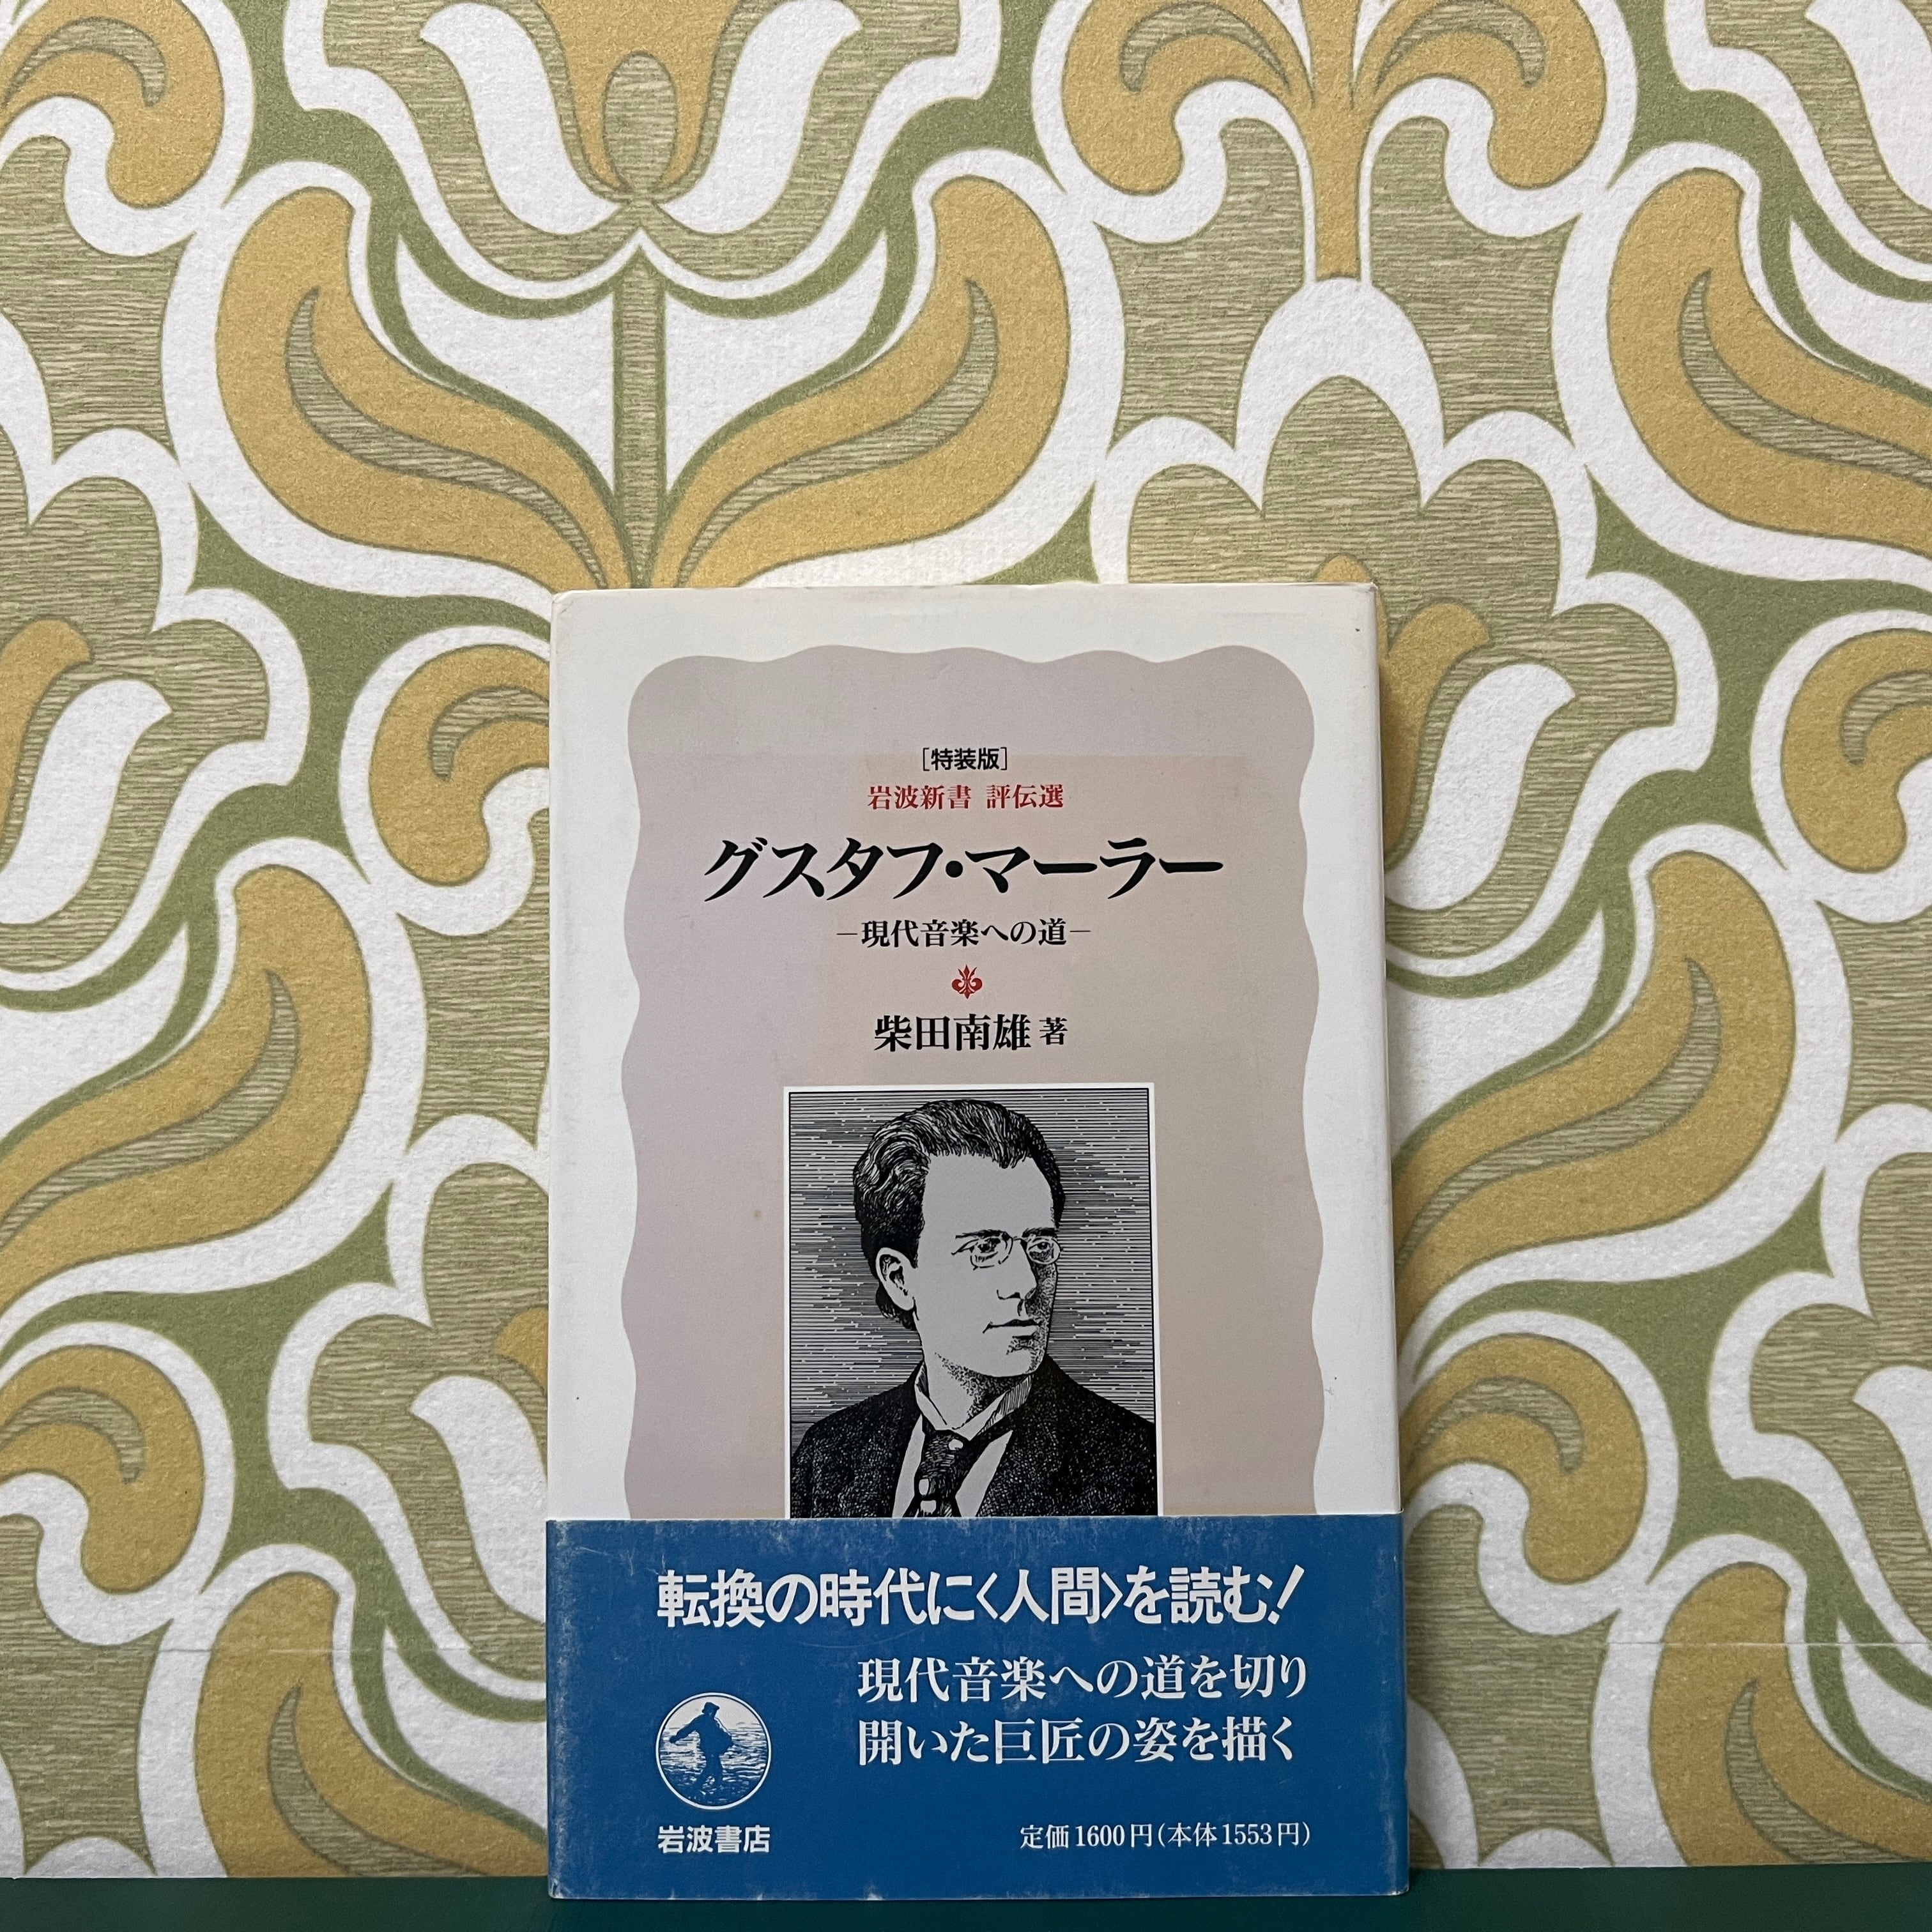 ［特装版］
岩波新書 評伝選
グスタフ・マーラー
―現代音楽への道―
柴田南雄 著
転換の時代に〈人間〉を読む！
現代音楽への道を切り
開いた巨匠の姿を描く
岩波書店
定価1600円（本体1553円）